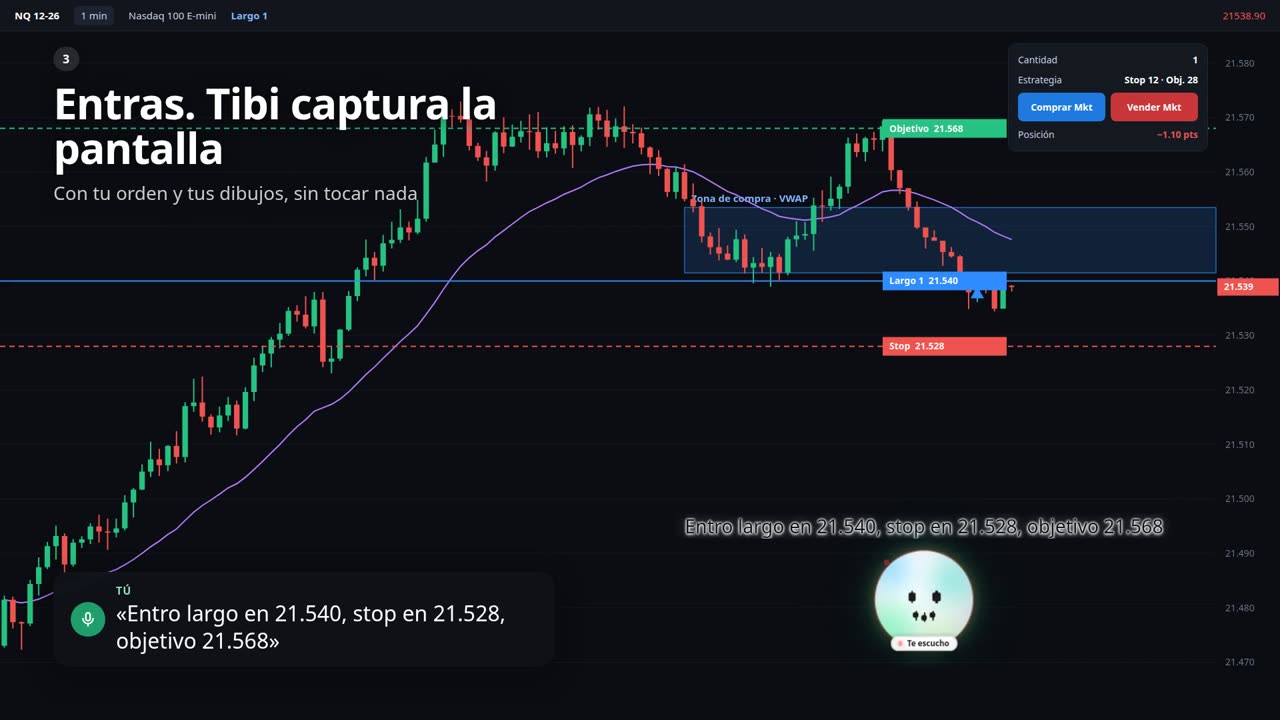 NQ 12-26 1 min Nasdaq 100 E-mini Largo 1 21538.90
3
Entras. Tibi captura la
pantalla
Con tu orden y tus dibujos, sin tocar nada
Cantidad 1
Estrategia Stop 12 · Obj. 28
Comprar Mkt Vender Mkt
Posición −1.10 pts
Objetivo 21.568
Zona de compra · VWAP
Largo 1 21.540
Stop 21.528
21.580
21.570
21.560
21.550
21.539
21.530
21.520
21.510
21.500
21.490
21.480
21.470
Entro largo en 21.540, stop en 21.528, objetivo 21.568
Te escucho
TÚ
«Entro largo en 21.540, stop en 21.528,
objetivo 21.568»